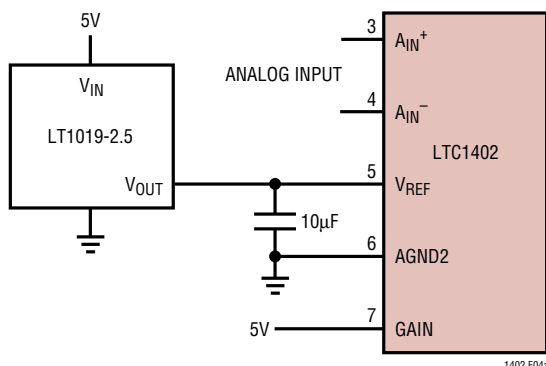 5V
V_IN
LT1019-2.5
V_OUT
ANALOG INPUT
10µF
5V
3
A_IN^+
4
A_IN^–
LTC1402
5
V_REF
6
AGND2
7
GAIN